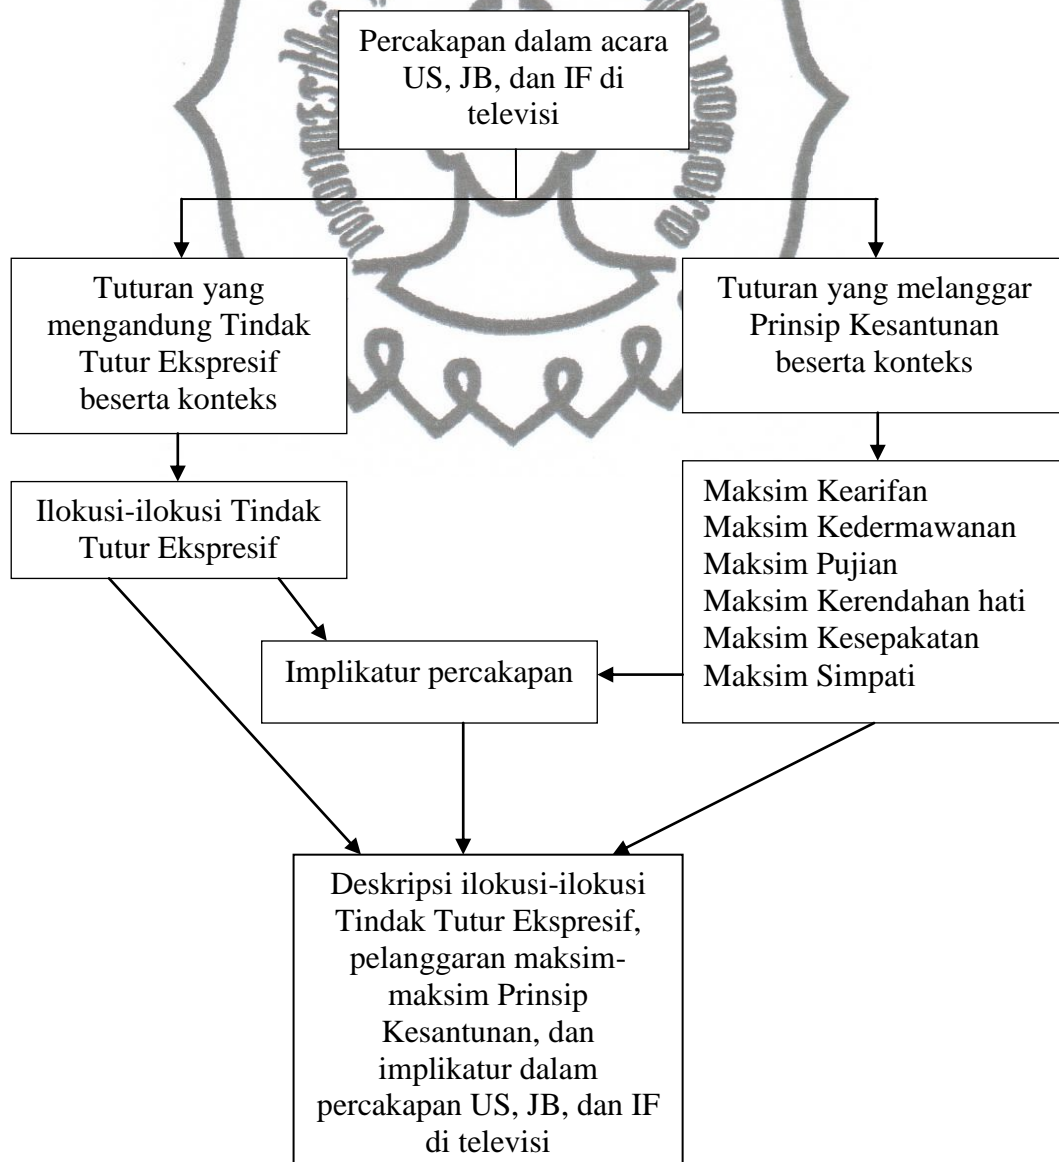 Percakapan dalam acara
US, JB, dan IF di
televisi
Tuturan yang
mengandung Tindak
Tutur Ekspresif
beserta konteks
Tuturan yang melanggar
Prinsip Kesantunan
beserta konteks
Ilokusi-ilokusi Tindak
Tutur Ekspresif
Maksim Kearifan
Maksim Kedermawanan
Maksim Pujian
Maksim Kerendahan hati
Maksim Kesepakatan
Maksim Simpati
Implikatur percakapan
Deskripsi ilokusi-ilokusi
Tindak Tutur Ekspresif,
pelanggaran maksim-
maksim Prinsip
Kesantunan, dan
implikatur dalam
percakapan US, JB, dan IF
di televisi